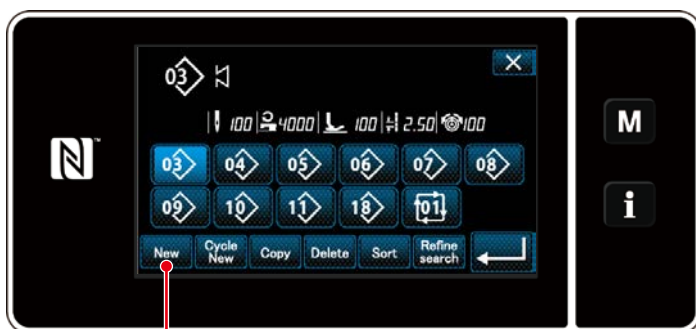 03
100 4000 100 2.50 100
03 04 05 06 07 08
09 10 11 18 01
New Cycle New Copy Delete Sort Refine search
N ™
M
i